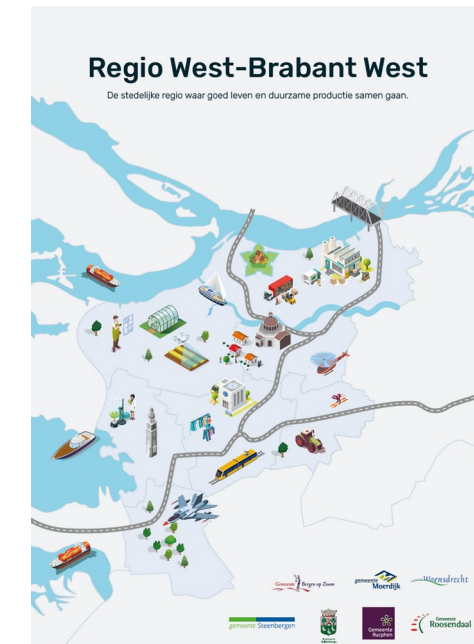 Regio West-Brabant West
De stedelijke regio waar goed leven en duurzame productie samen gaan.
Gemeente Bergen op Zoom
gemeente Moerdijk
Woensdrecht
gemeente Steenbergen
Gemeente Rucphen
Gemeente Roosendaal